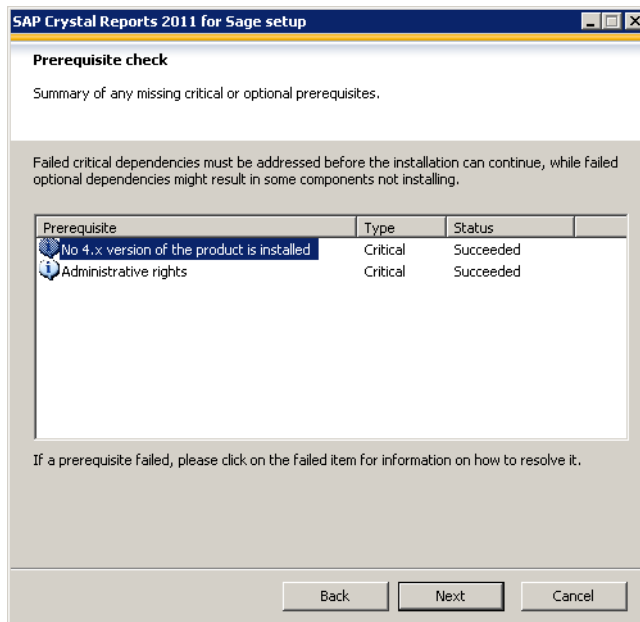 SAP Crystal Reports 2011 for Sage setup
Prerequisite check
Summary of any missing critical or optional prerequisites.
Failed critical dependencies must be addressed before the installation can continue, while failed
optional dependencies might result in some components not installing.
Prerequisite Type Status
No 4.x version of the product is installed Critical Succeeded
Administrative rights Critical Succeeded
If a prerequisite failed, please click on the failed item for information on how to resolve it.
Back Next Cancel